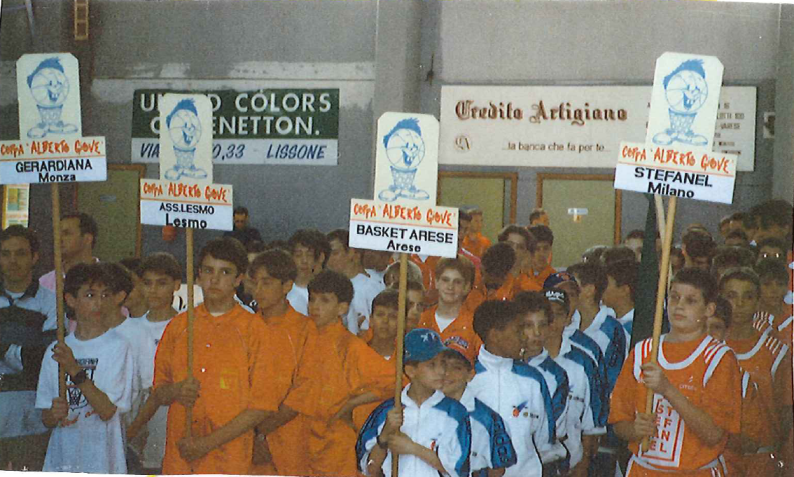 UNITED COLORS
OF BENETTON.
LISSONE
Credito Artigiano
...la banca che fa per te...
COPPA "ALBERTO GIOVE"
GERARDIANA
Monza
COPPA "ALBERTO GIOVE"
ASS.LESMO
Lesmo
COPPA "ALBERTO GIOVE"
BASKET ARESE
Arese
COPPA "ALBERTO GIOVE"
STEFANEL
Milano